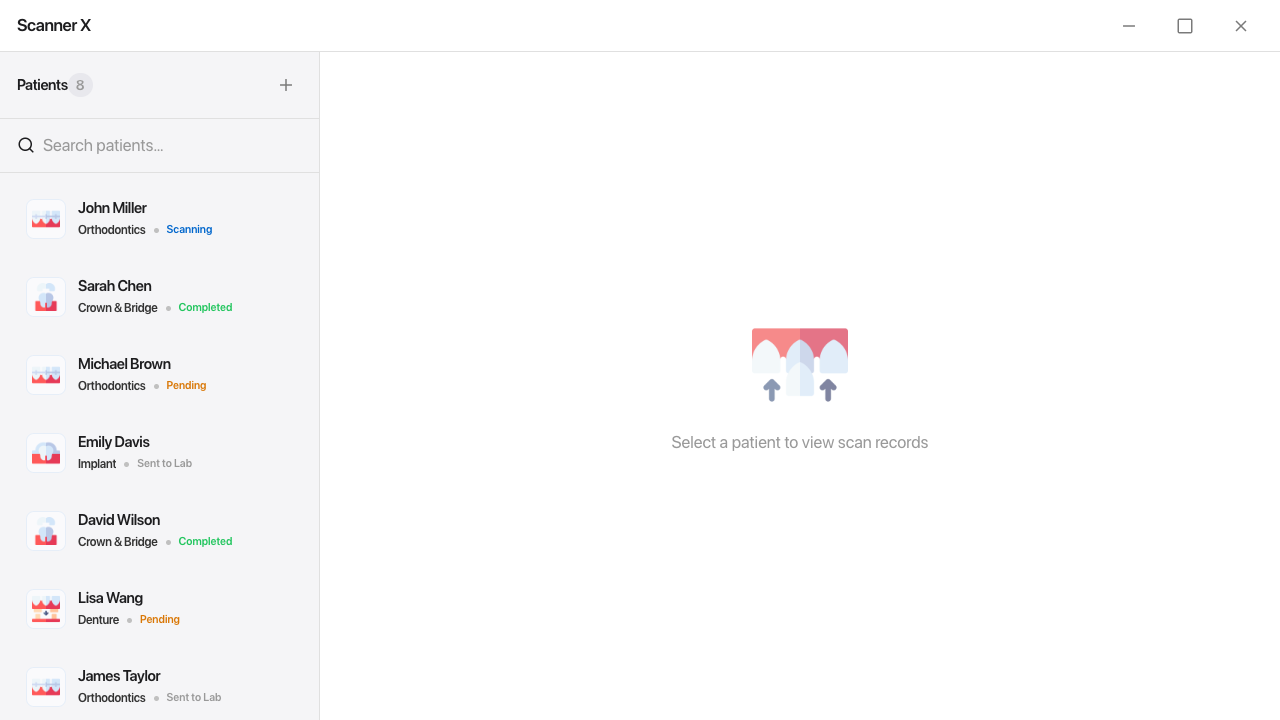 Scanner X
Patients 8
Search patients...
John Miller
Orthodontics • Scanning
Sarah Chen
Crown & Bridge • Completed
Michael Brown
Orthodontics • Pending
Emily Davis
Implant • Sent to Lab
David Wilson
Crown & Bridge • Completed
Lisa Wang
Denture • Pending
James Taylor
Orthodontics • Sent to Lab
Select a patient to view scan records